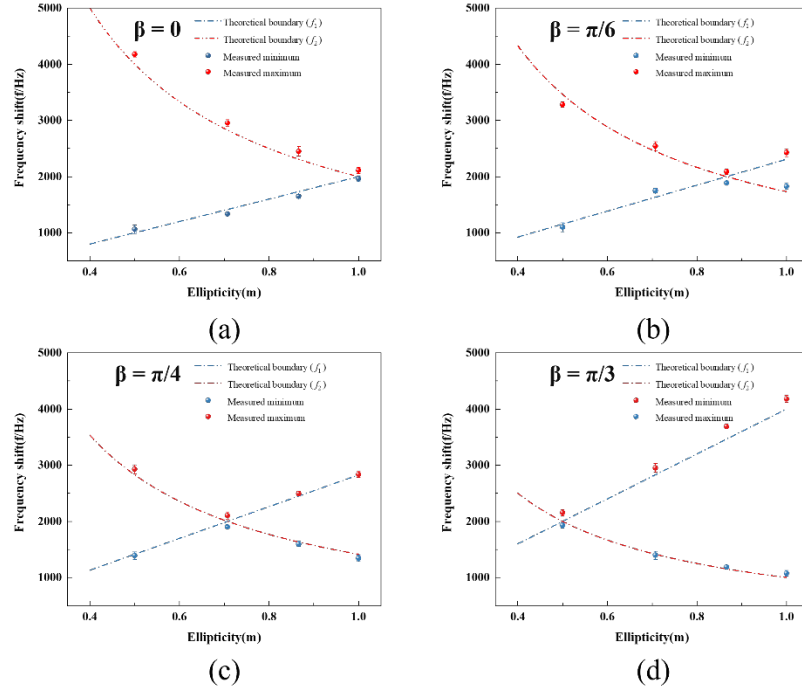 β = 0
Theoretical boundary (f₁)
Theoretical boundary (f₂)
Measured minimum
Measured maximum
Frequency shift(f/Hz)
5000
4000
3000
2000
1000
0.4 0.6 0.8 1.0
Ellipticity(m)
(a)
β = π/6
Theoretical boundary (f₁)
Theoretical boundary (f₂)
Measured minimum
Measured maximum
Frequency shift(f/Hz)
5000
4000
3000
2000
1000
0.4 0.6 0.8 1.0
Ellipticity(m)
(b)
β = π/4
Theoretical boundary (f₁)
Theoretical boundary (f₂)
Measured minimum
Measured maximum
Frequency shift(f/Hz)
5000
4000
3000
2000
1000
0.4 0.6 0.8 1.0
Ellipticity(m)
(c)
β = π/3
Theoretical boundary (f₁)
Theoretical boundary (f₂)
Measured minimum
Measured maximum
Frequency shift(f/Hz)
5000
4000
3000
2000
1000
0.4 0.6 0.8 1.0
Ellipticity(m)
(d)